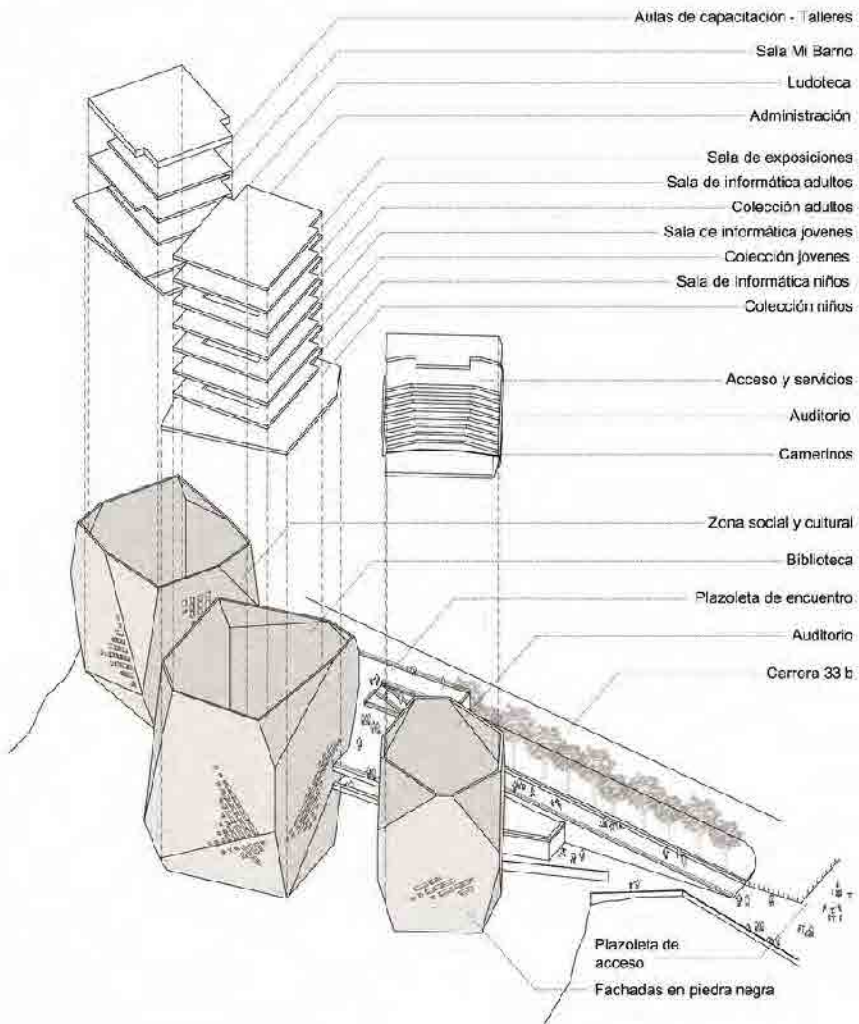 Aulas de capacitación - Talleres
Sala Mi Barrio
Ludoteca
Administración
Sala de exposiciones
Sala de informática adultos
Colección adultos
Sala de informática jovenes
Colección jovenes
Sala de Informática niños
Colección niños
Acceso y servicios
Auditorio
Camerinos
Zona social y cultural
Biblioteca
Plazoleta de encuentro
Auditorio
Carrera 33 b
Plazoleta de
acceso
Fachadas en piedra negra